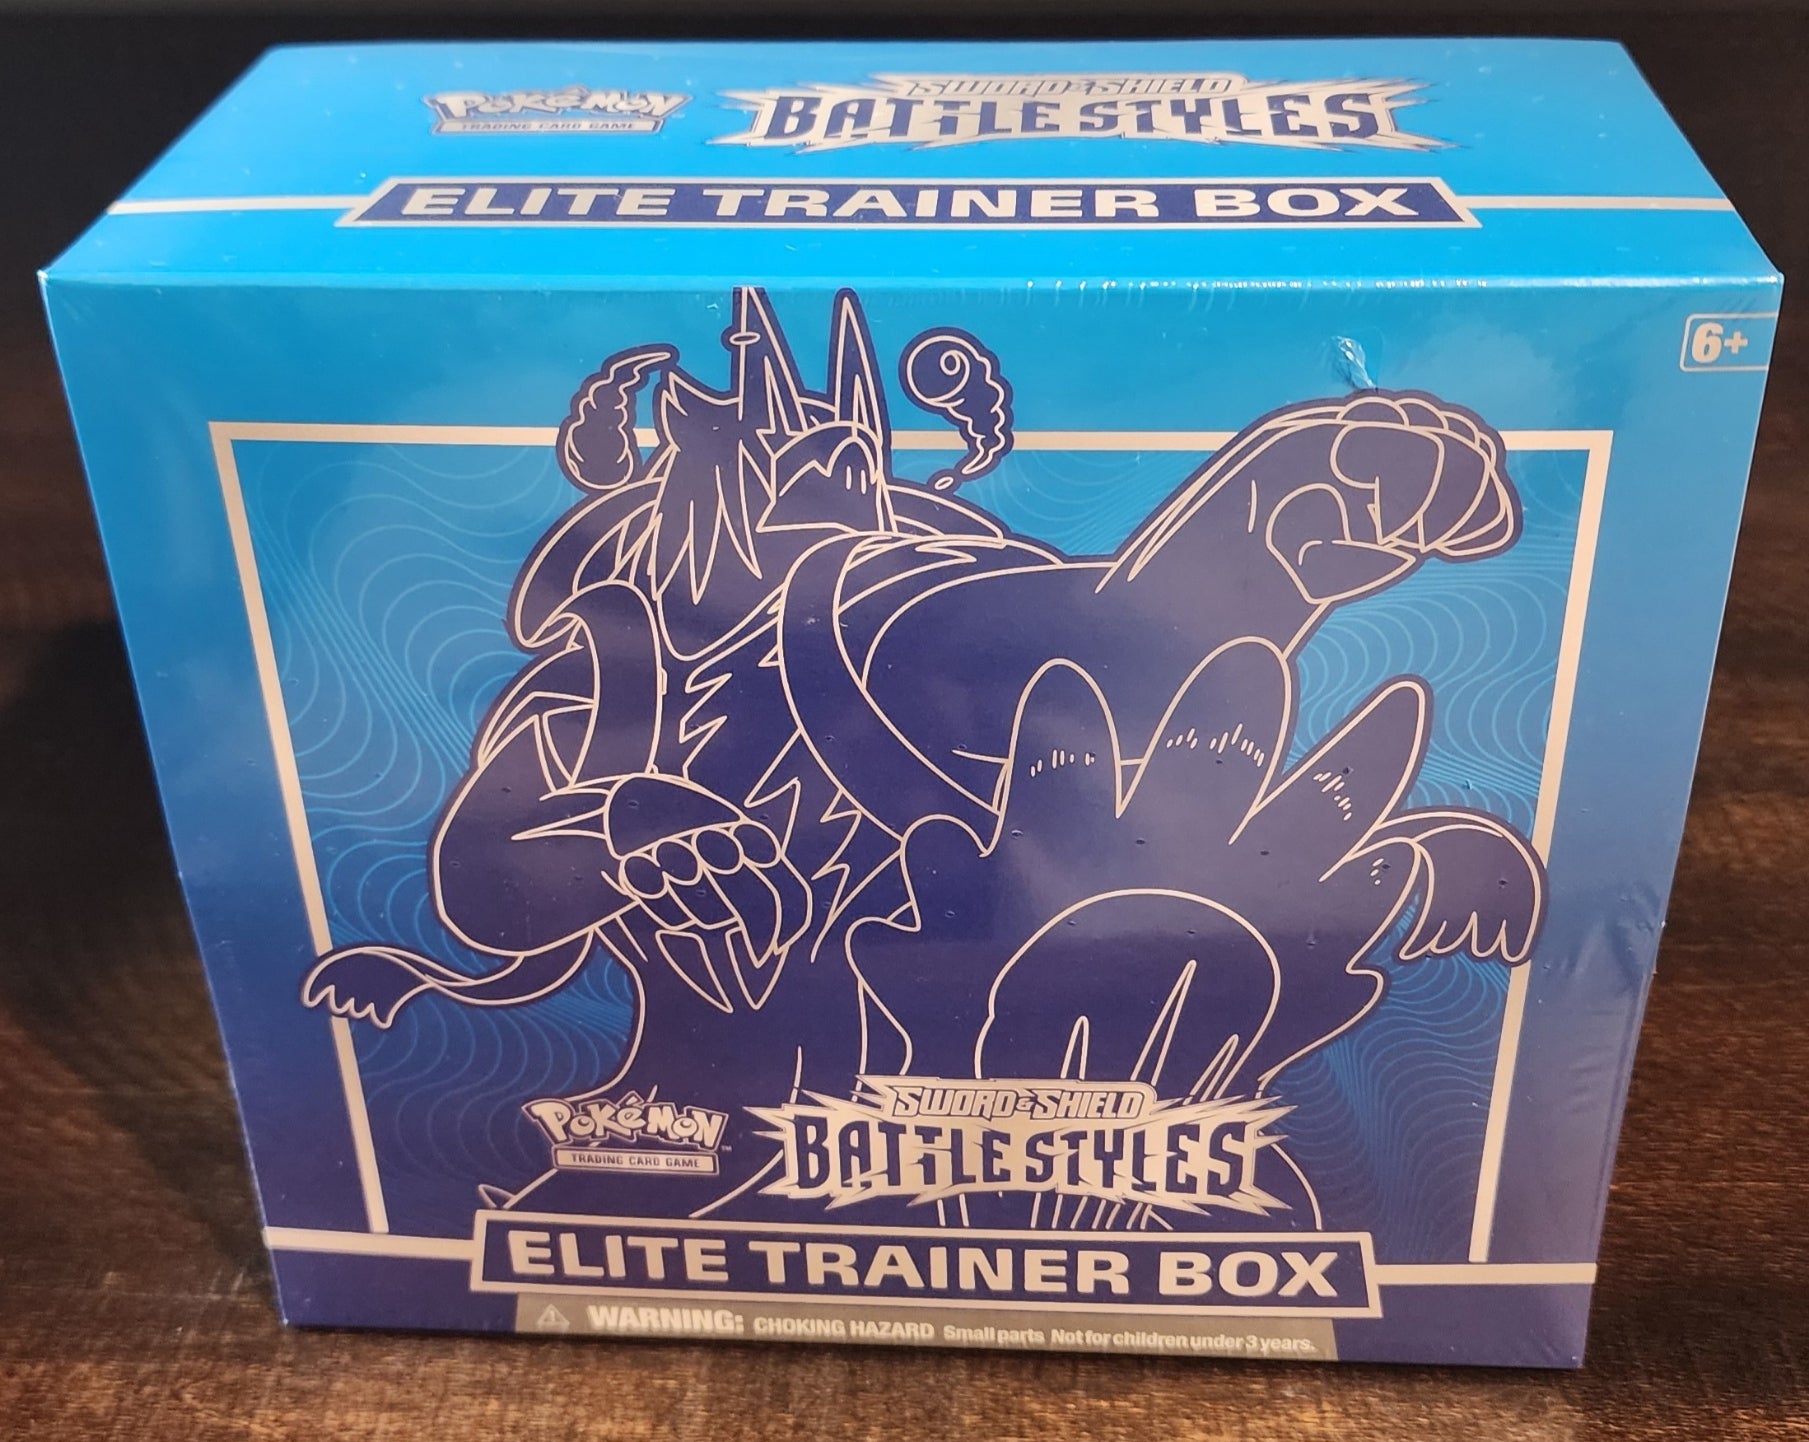 Pokémon
TRADING CARD GAME
SWORD & SHIELD
BATTLE STYLES
ELITE TRAINER BOX
6+
Pokémon™
TRADING CARD GAME
SWORD & SHIELD
BATTLE STYLES
ELITE TRAINER BOX
WARNING: CHOKING HAZARD Small parts Not for children under 3 years.